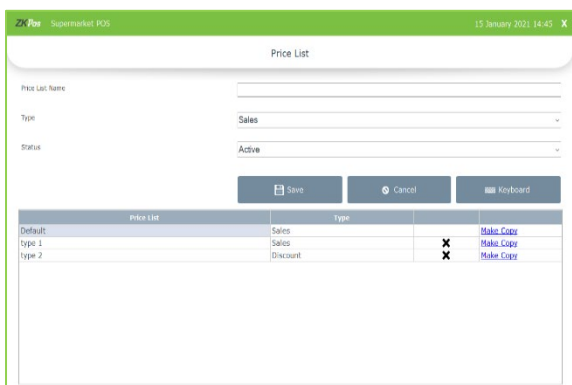 ZKPos Supermarket POS 15 January 2021 14:45 X
Price List
Price List Name
Type Sales
Status Active
Save Cancel Keyboard
Price List Type
Default Sales Make Copy
type 1 Sales X Make Copy
type 2 Discount X Make Copy